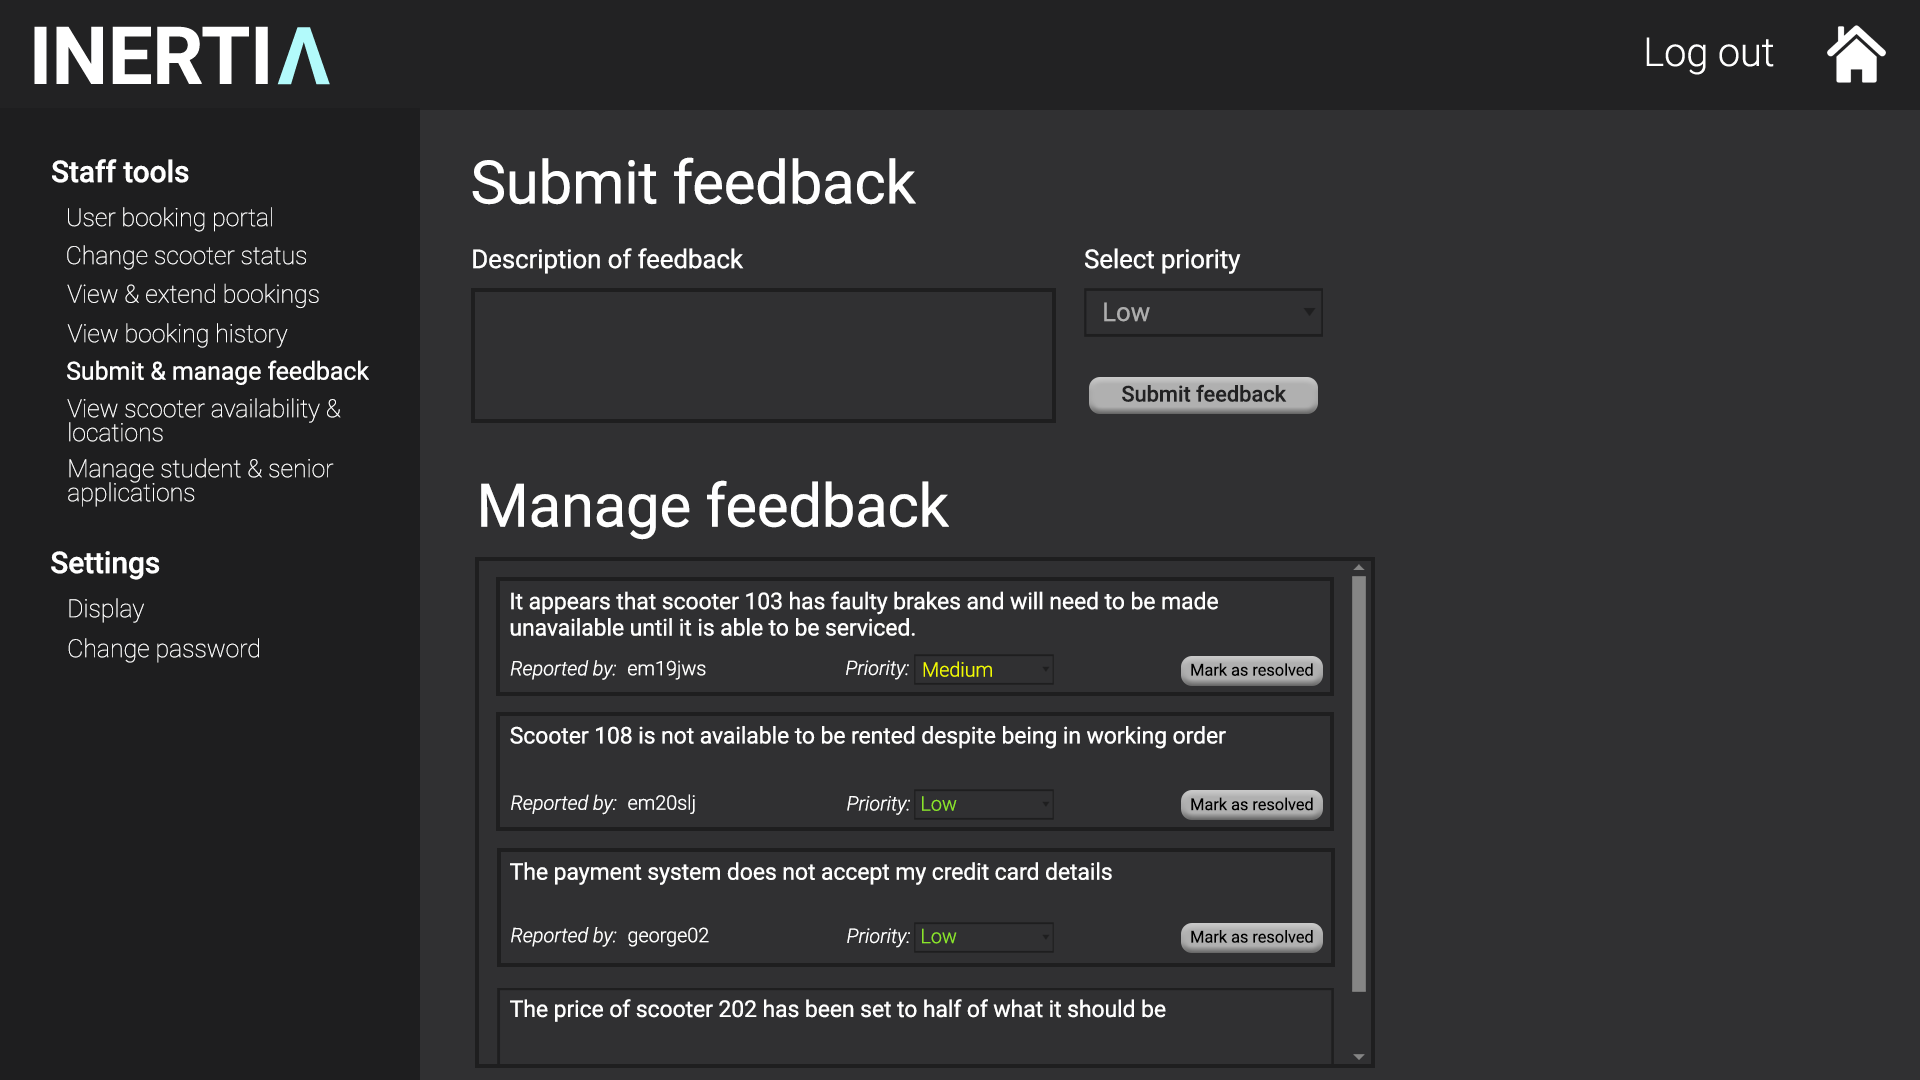 INERTIA
Log out
Staff tools
User booking portal
Change scooter status
View & extend bookings
View booking history
Submit & manage feedback
View scooter availability &
locations
Manage student & senior
applications
Settings
Display
Change password
Submit feedback
Description of feedback
Select priority
Low
Submit feedback
Manage feedback
It appears that scooter 103 has faulty brakes and will need to be made
unavailable until it is able to be serviced.
Reported by: em19jws Priority: Medium Mark as resolved
Scooter 108 is not available to be rented despite being in working order
Reported by: em20slj Priority: Low Mark as resolved
The payment system does not accept my credit card details
Reported by: george02 Priority: Low Mark as resolved
The price of scooter 202 has been set to half of what it should be